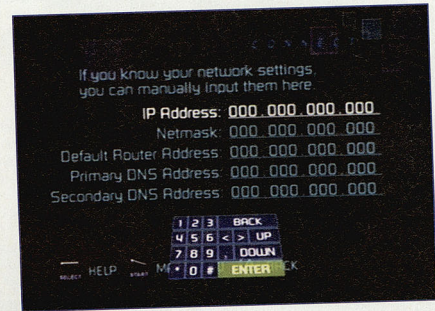 CONNECT
If you know your network settings,
you can manually input them here.
IP Address: 000.000.000.000
Netmask: 000.000.000.000
Default Router Address: 000.000.000.000
Primary DNS Address: 000.000.000.000
Secondary DNS Address: 000.000.000.000
1 2 3 BACK
4 5 6 < > UP
7 8 9 . DOWN
* 0 # ENTER
SELECT HELP START